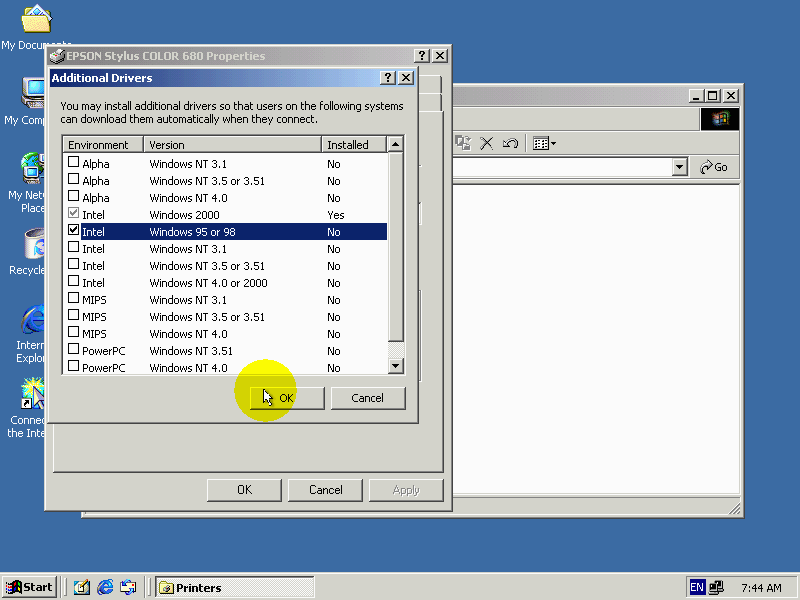 My Docum
EPSON Stylus COLOR 680 Properties
Additional Drivers
You may install additional drivers so that users on the following systems
can download them automatically when they connect.
Environment Version Installed
Alpha Windows NT 3.1 No
Alpha Windows NT 3.5 or 3.51 No
Alpha Windows NT 4.0 No
Intel Windows 2000 Yes
Intel Windows 95 or 98 No
Intel Windows NT 3.1 No
Intel Windows NT 3.5 or 3.51 No
Intel Windows NT 4.0 or 2000 No
MIPS Windows NT 3.1 No
MIPS Windows NT 3.5 or 3.51 No
MIPS Windows NT 4.0 No
PowerPC Windows NT 3.51 No
PowerPC Windows NT 4.0 No
OK Cancel
OK Cancel Apply
Go
My Comp
My Net
Place
Recycle
Intern
Explo
Connec
the Inte
Start Printers EN 7:44 AM